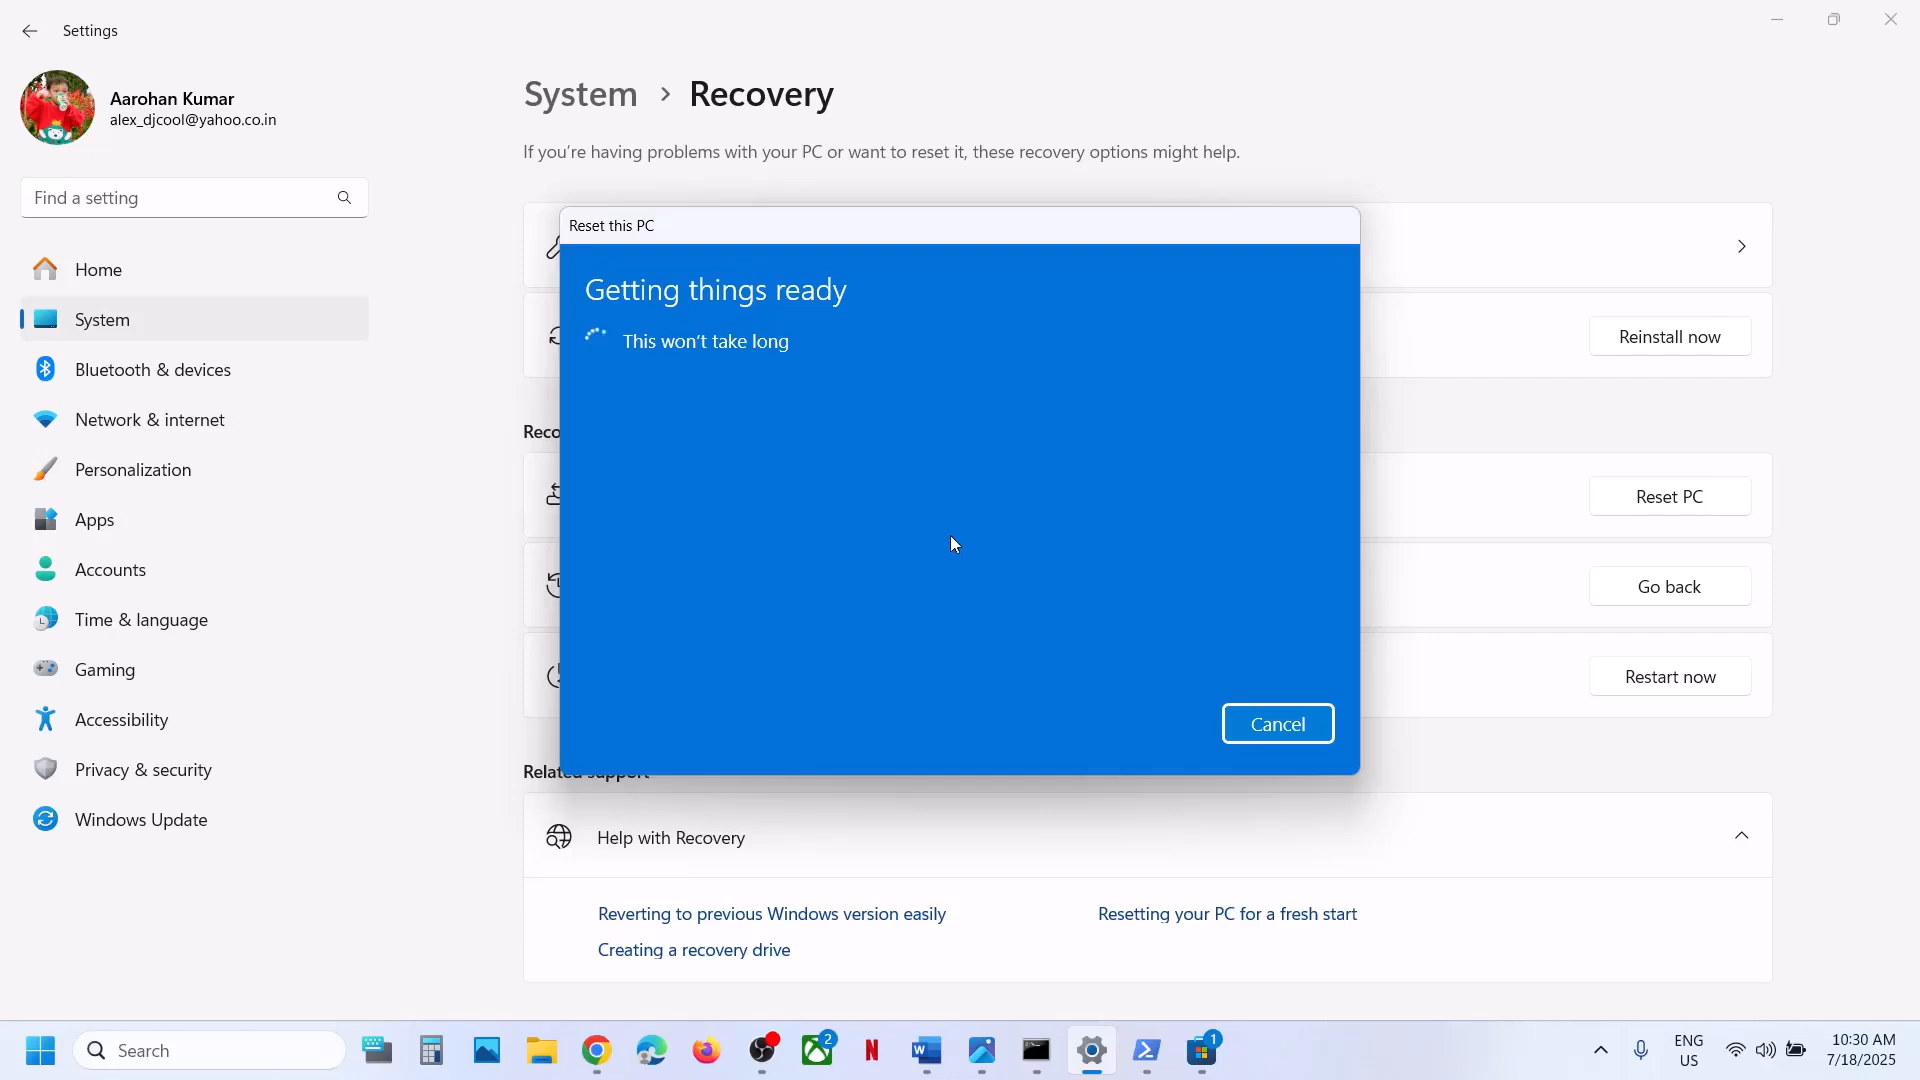 Settings
Aarohan Kumar
alex_djcool@yahoo.co.in
Find a setting
Home
System
Bluetooth & devices
Network & internet
Personalization
Apps
Accounts
Time & language
Gaming
Accessibility
Privacy & security
Windows Update
System > Recovery
If you're having problems with your PC or want to reset it, these recovery options might help.
Reset this PC
Getting things ready
This won't take long
Cancel
Reinstall now
Reco
Reset PC
Go back
Restart now
Related support
Help with Recovery
Reverting to previous Windows version easily
Resetting your PC for a fresh start
Creating a recovery drive
Search
2
N
W
1
ENG
US
10:30 AM
7/18/2025